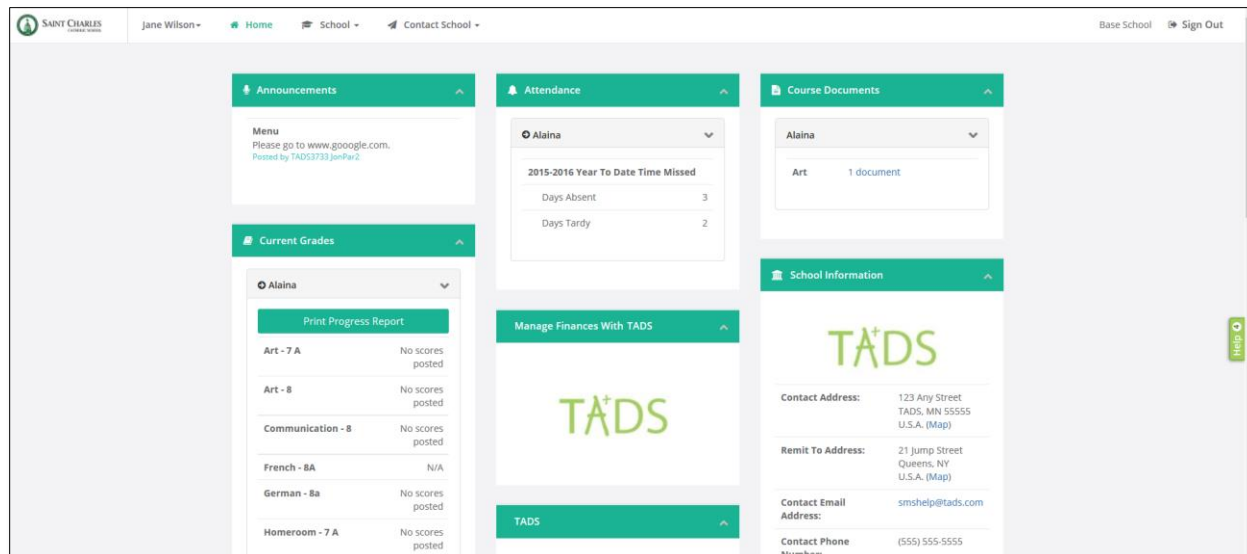 SAINT CHARLES
CATHOLIC SCHOOL
Jane Wilson
Home
School
Contact School
Base School
Sign Out
Announcements
Menu
Please go to www.gooogle.com.
Posted by TADS3733 JonPar2
Current Grades
Alaina
Print Progress Report
Art - 7 A No scores
posted
Art - 8 No scores
posted
Communication - 8 No scores
posted
French - 8A N/A
German - 8a No scores
posted
Homeroom - 7 A No scores
posted
Attendance
Alaina
2015-2016 Year To Date Time Missed
Days Absent 3
Days Tardy 2
Manage Finances With TADS
TADS
TADS
Course Documents
Alaina
Art 1 document
School Information
TADS
Contact Address: 123 Any Street
TADS, MN 55555
U.S.A. (Map)
Remit To Address: 21 Jump Street
Queens, NY
U.S.A. (Map)
Contact Email smshelp@tads.com
Address:
Contact Phone (555) 555-5555
Number:
Help